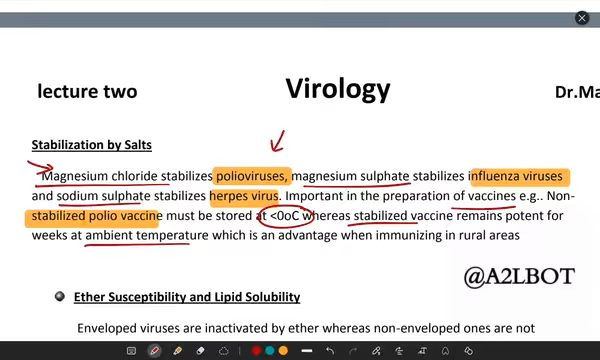 lecture two Virology Dr.Ma
Stabilization by Salts
Magnesium chloride stabilizes polioviruses, magnesium sulphate stabilizes influenza viruses
and sodium sulphate stabilizes herpes virus. Important in the preparation of vaccines e.g.. Non-
stabilized polio vaccine must be stored at <0oC whereas stabilized vaccine remains potent for
weeks at ambient temperature which is an advantage when immunizing in rural areas
@A2LBOT
Ether Susceptibility and Lipid Solubility
Enveloped viruses are inactivated by ether whereas non-enveloped ones are not